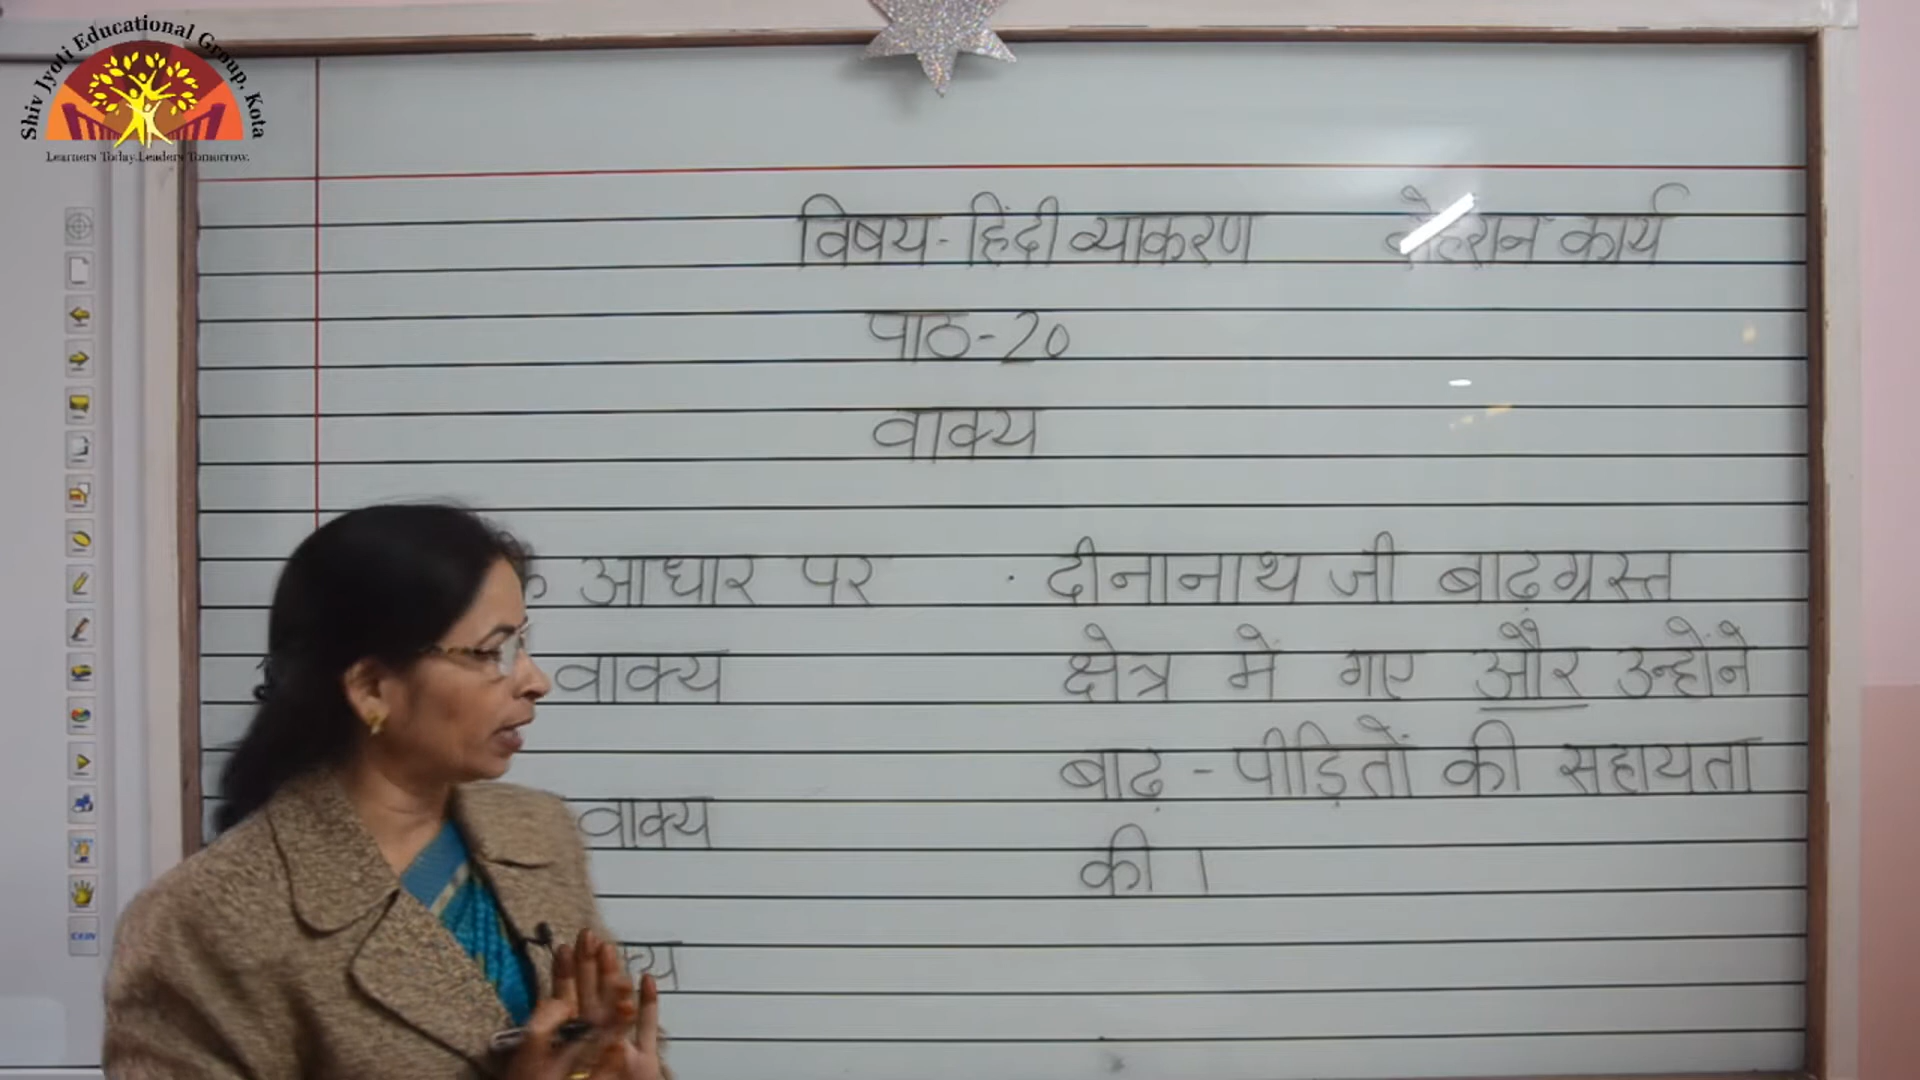 Shiv Jyoti Educational Group, Kota
Learners Today.Leaders Tomorrow.
विषय - हिंदी व्याकरण दोहरान कार्य
पाठ-20
वाक्य
आधार पर
वाक्य
वाक्य
· दीनानाथ जी बाढ़ग्रस्त
क्षेत्र में गए और उन्होंने
बाढ़ - पीड़ितों की सहायता
की ।